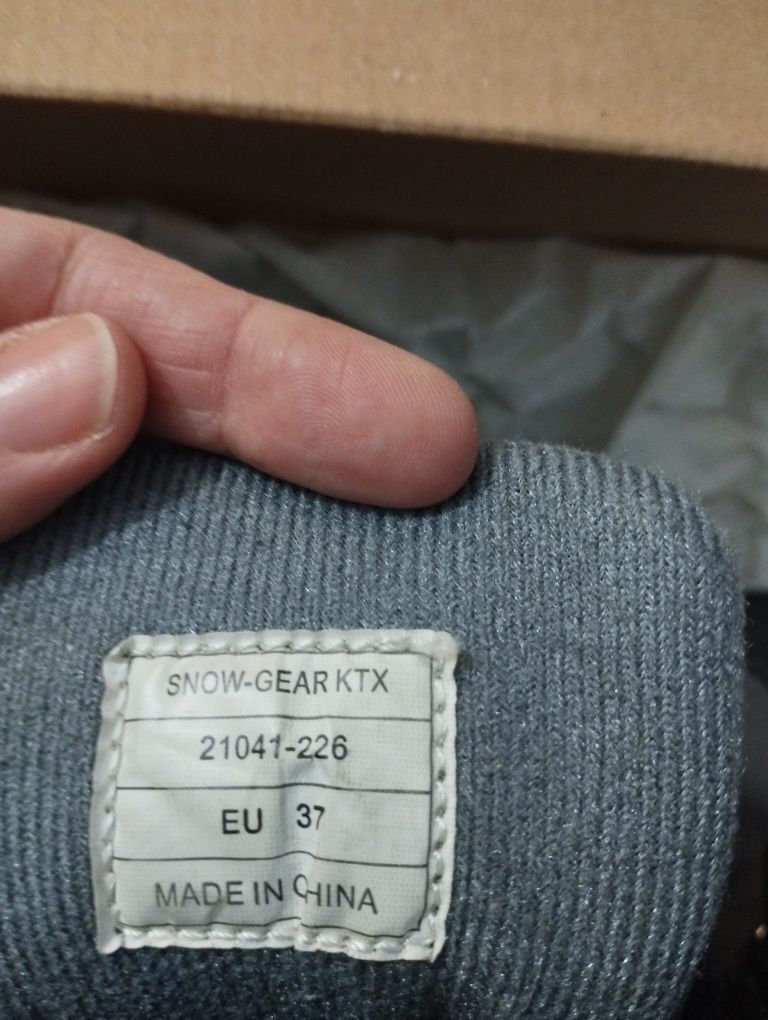 SNOW-GEAR KTX
21041-226
EU 37
MADE IN CHINA